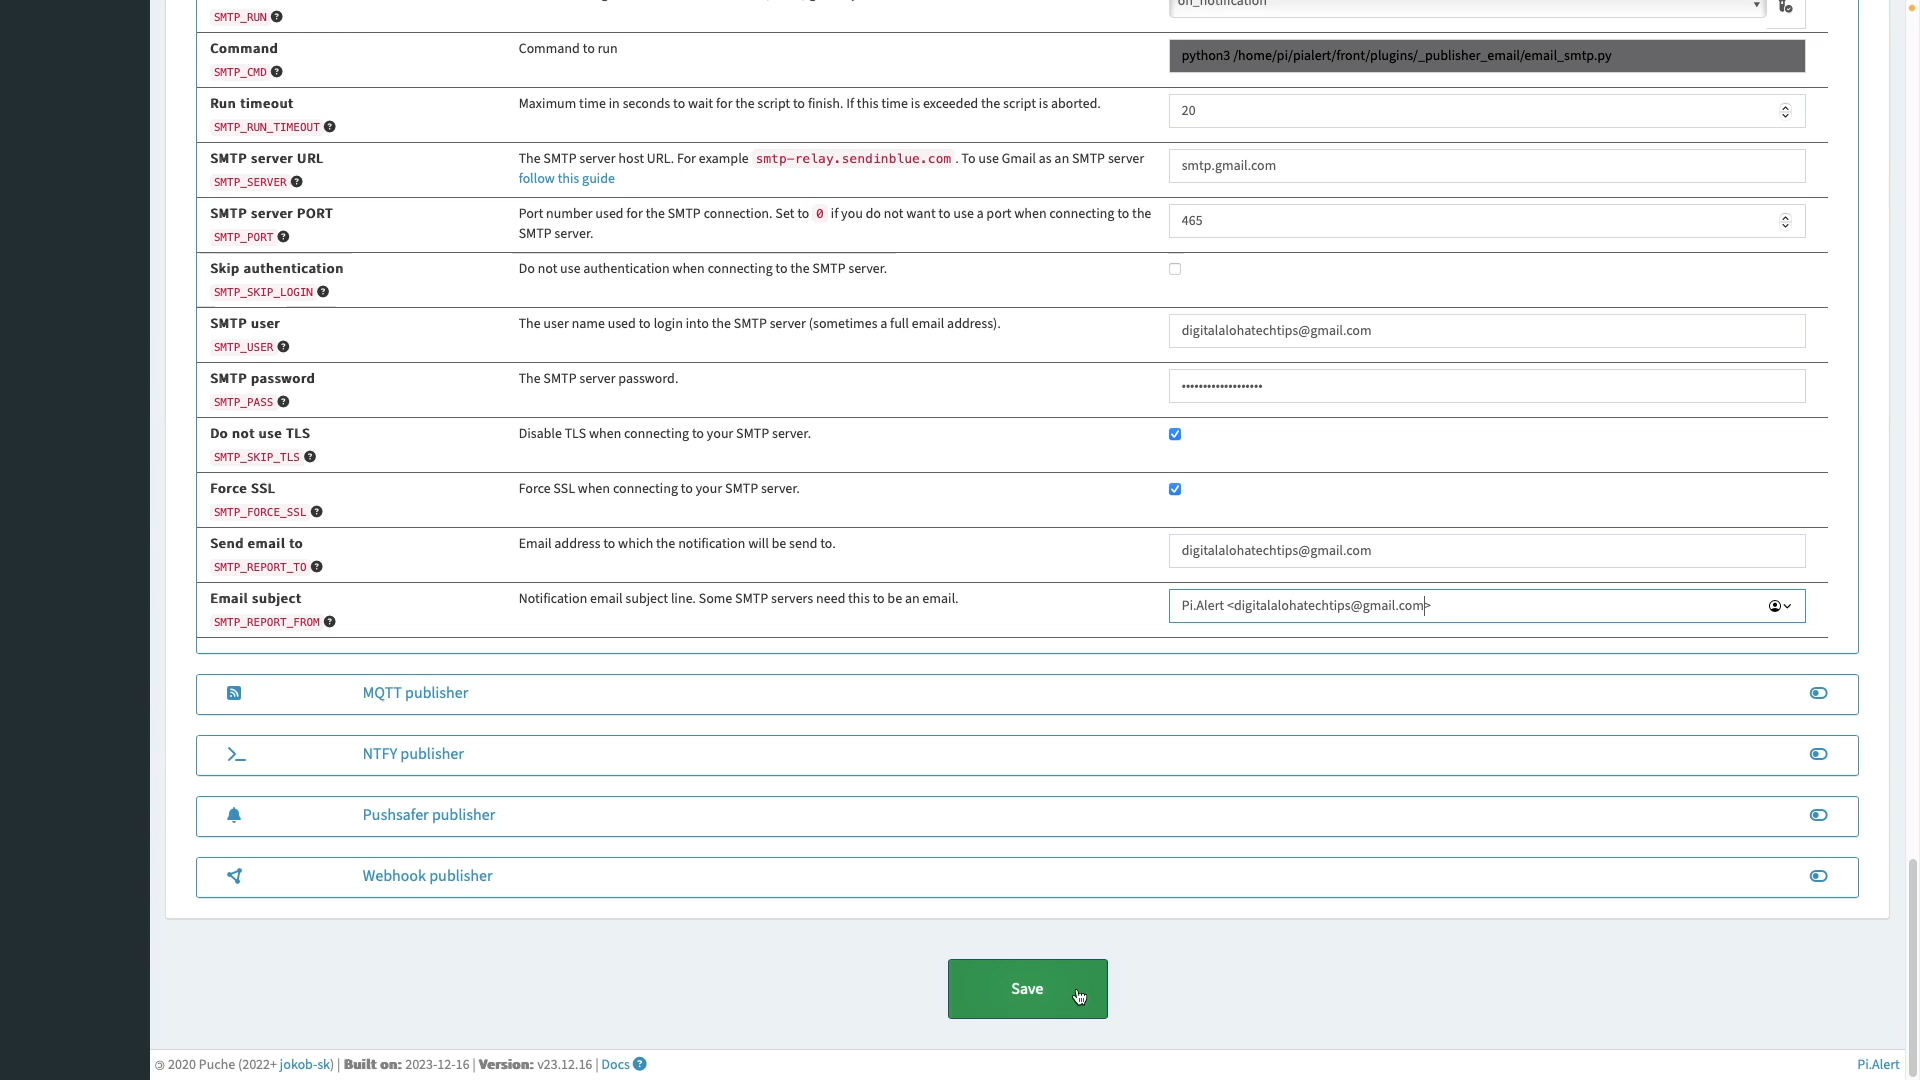 SMTP_RUN
on_notification
Command
Command to run
SMTP_CMD
python3 /home/pi/pialert/front/plugins/_publisher_email/email_smtp.py
Run timeout
Maximum time in seconds to wait for the script to finish. If this time is exceeded the script is aborted.
SMTP_RUN_TIMEOUT
20
SMTP server URL
The SMTP server host URL. For example smtp-relay.sendinblue.com. To use Gmail as an SMTP server
follow this guide
SMTP_SERVER
smtp.gmail.com
SMTP server PORT
Port number used for the SMTP connection. Set to 0 if you do not want to use a port when connecting to the
SMTP server.
SMTP_PORT
465
Skip authentication
Do not use authentication when connecting to the SMTP server.
SMTP_SKIP_LOGIN
SMTP user
The user name used to login into the SMTP server (sometimes a full email address).
SMTP_USER
digitalalohatechtips@gmail.com
SMTP password
The SMTP server password.
SMTP_PASS
•••••••••••••••••••
Do not use TLS
Disable TLS when connecting to your SMTP server.
SMTP_SKIP_TLS
Force SSL
Force SSL when connecting to your SMTP server.
SMTP_FORCE_SSL
Send email to
Email address to which the notification will be send to.
SMTP_REPORT_TO
digitalalohatechtips@gmail.com
Email subject
Notification email subject line. Some SMTP servers need this to be an email.
SMTP_REPORT_FROM
Pi.Alert <digitalalohatechtips@gmail.com>
MQTT publisher
NTFY publisher
Pushsafer publisher
Webhook publisher
Save
© 2020 Puche (2022+ jokob-sk) | Built on: 2023-12-16 | Version: v23.12.16 | Docs
Pi.Alert